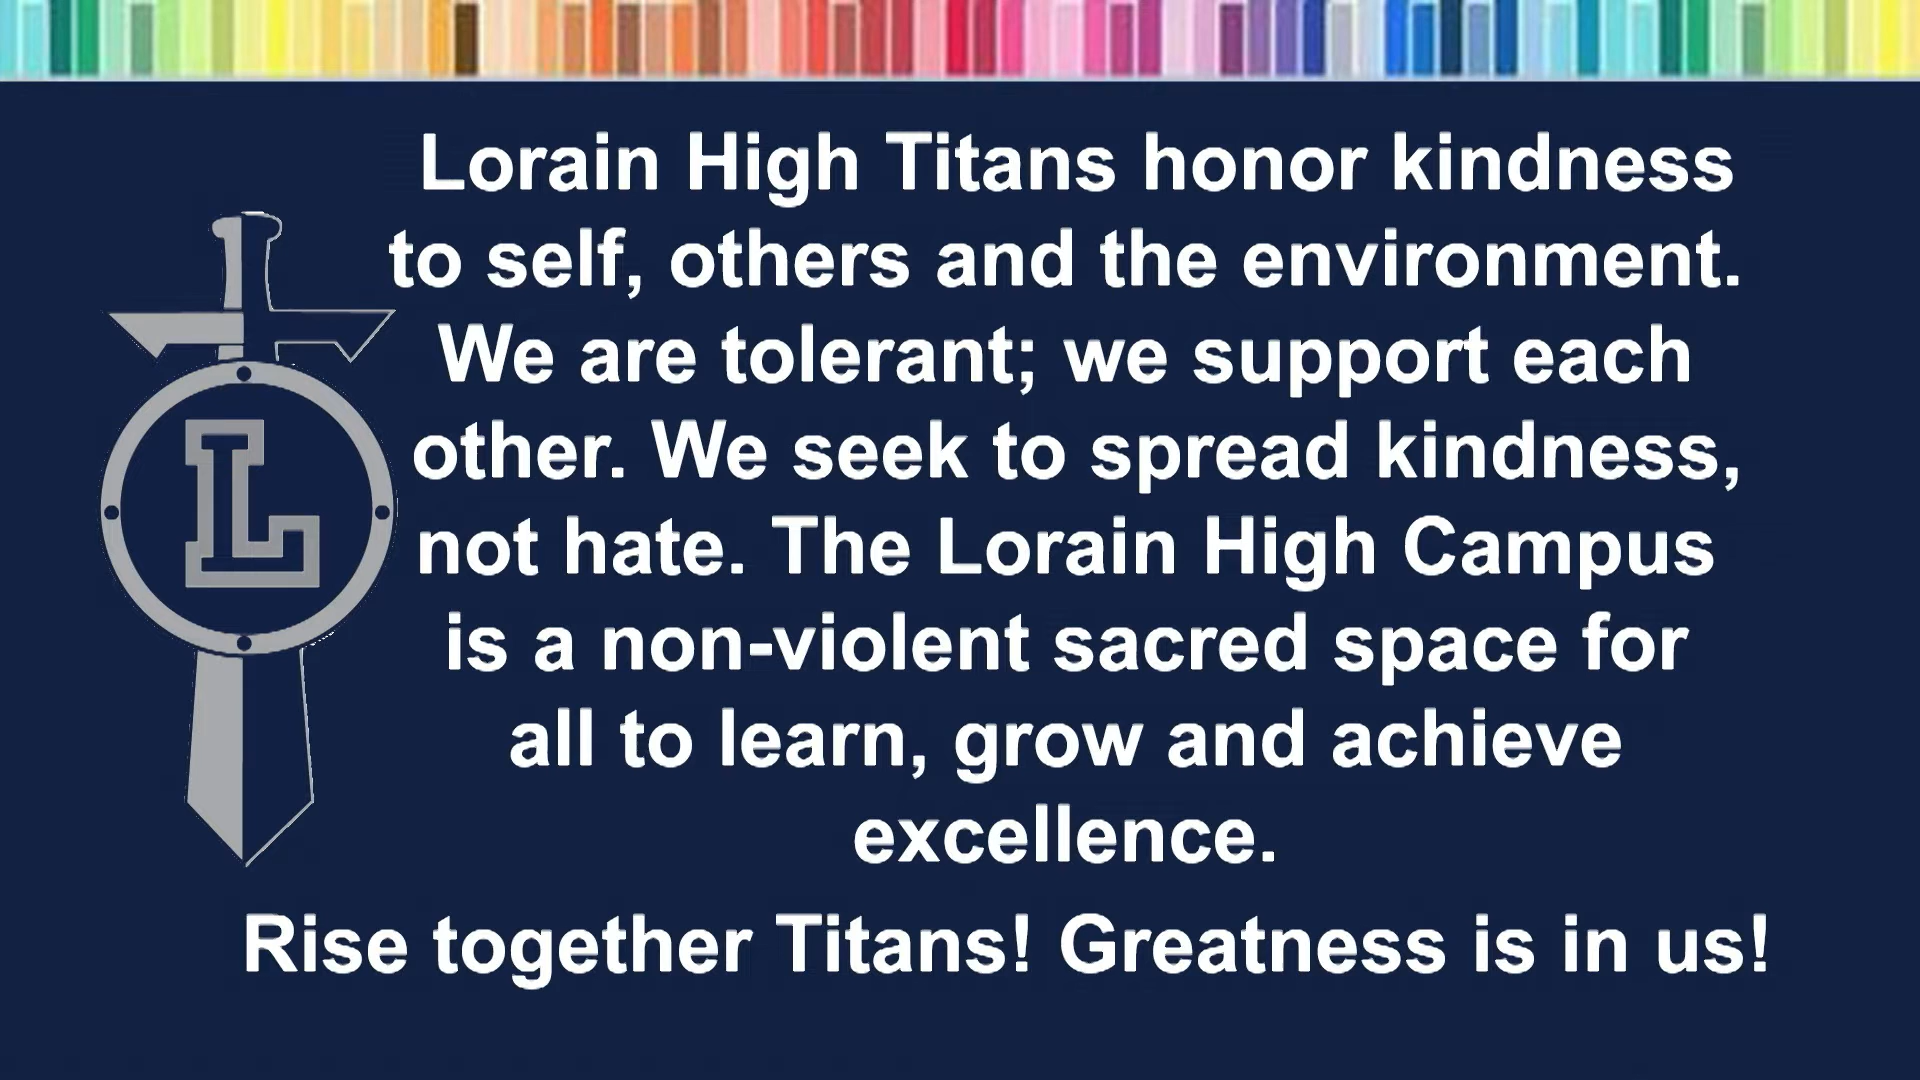 Lorain High Titans honor kindness
to self, others and the environment.
We are tolerant; we support each
other. We seek to spread kindness,
not hate. The Lorain High Campus
is a non-violent sacred space for
all to learn, grow and achieve
excellence.
Rise together Titans! Greatness is in us!
L